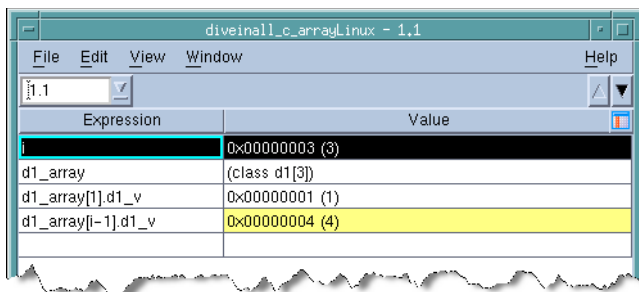 diveinall_c_arrayLinux - 1.1
File Edit View Window Help
1.1
Expression Value
i 0x00000003 (3)
d1_array (class d1[3])
d1_array[1].d1_v 0x00000001 (1)
d1_array[i-1].d1_v 0x00000004 (4)